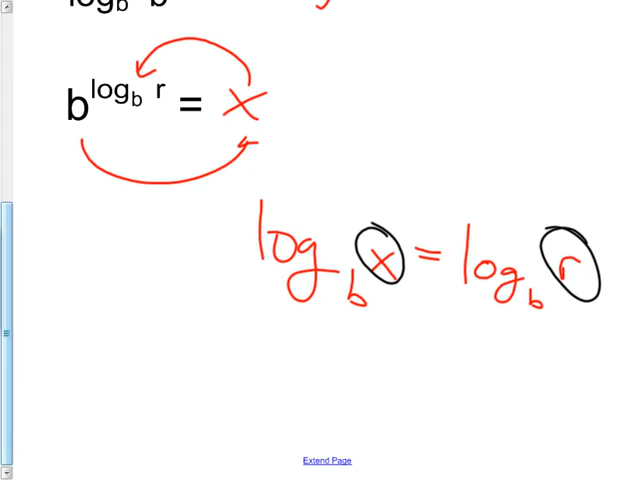 b^{log_b r} = x
log_b x = log_b r
Extend Page